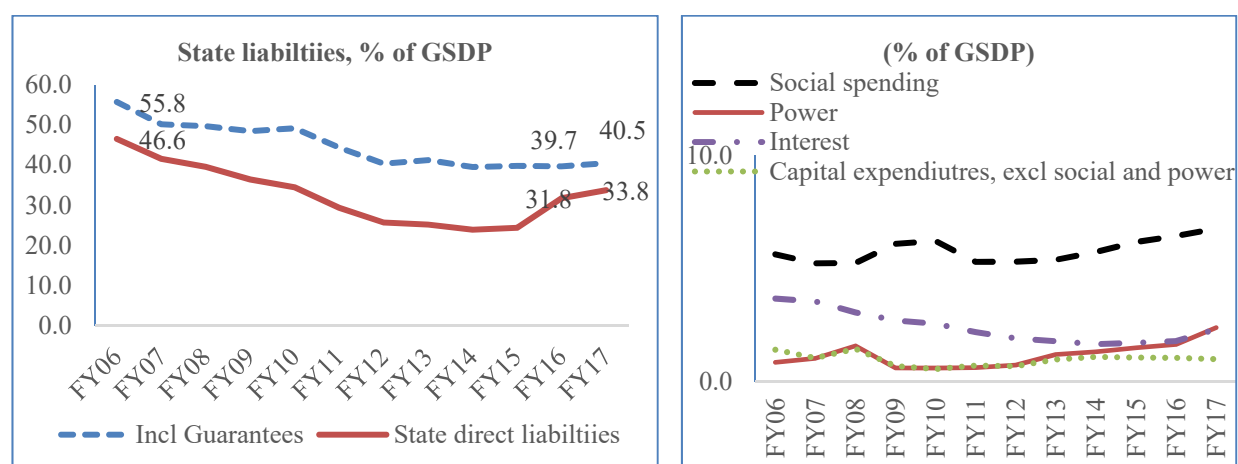 State liabiltiies, % of GSDP
60.0
50.0
40.0
30.0
20.0
10.0
0.0
55.8
46.6
39.7
40.5
31.8
33.8
FY06 FY07 FY08 FY09 FY10 FY11 FY12 FY13 FY14 FY15 FY16 FY17
Incl Guarantees State direct liabiltiies
(% of GSDP)
Social spending
Power
Interest
10.0
Capital expendiutres, excl social and power
0.0
FY06 FY07 FY08 FY09 FY10 FY11 FY12 FY13 FY14 FY15 FY16 FY17